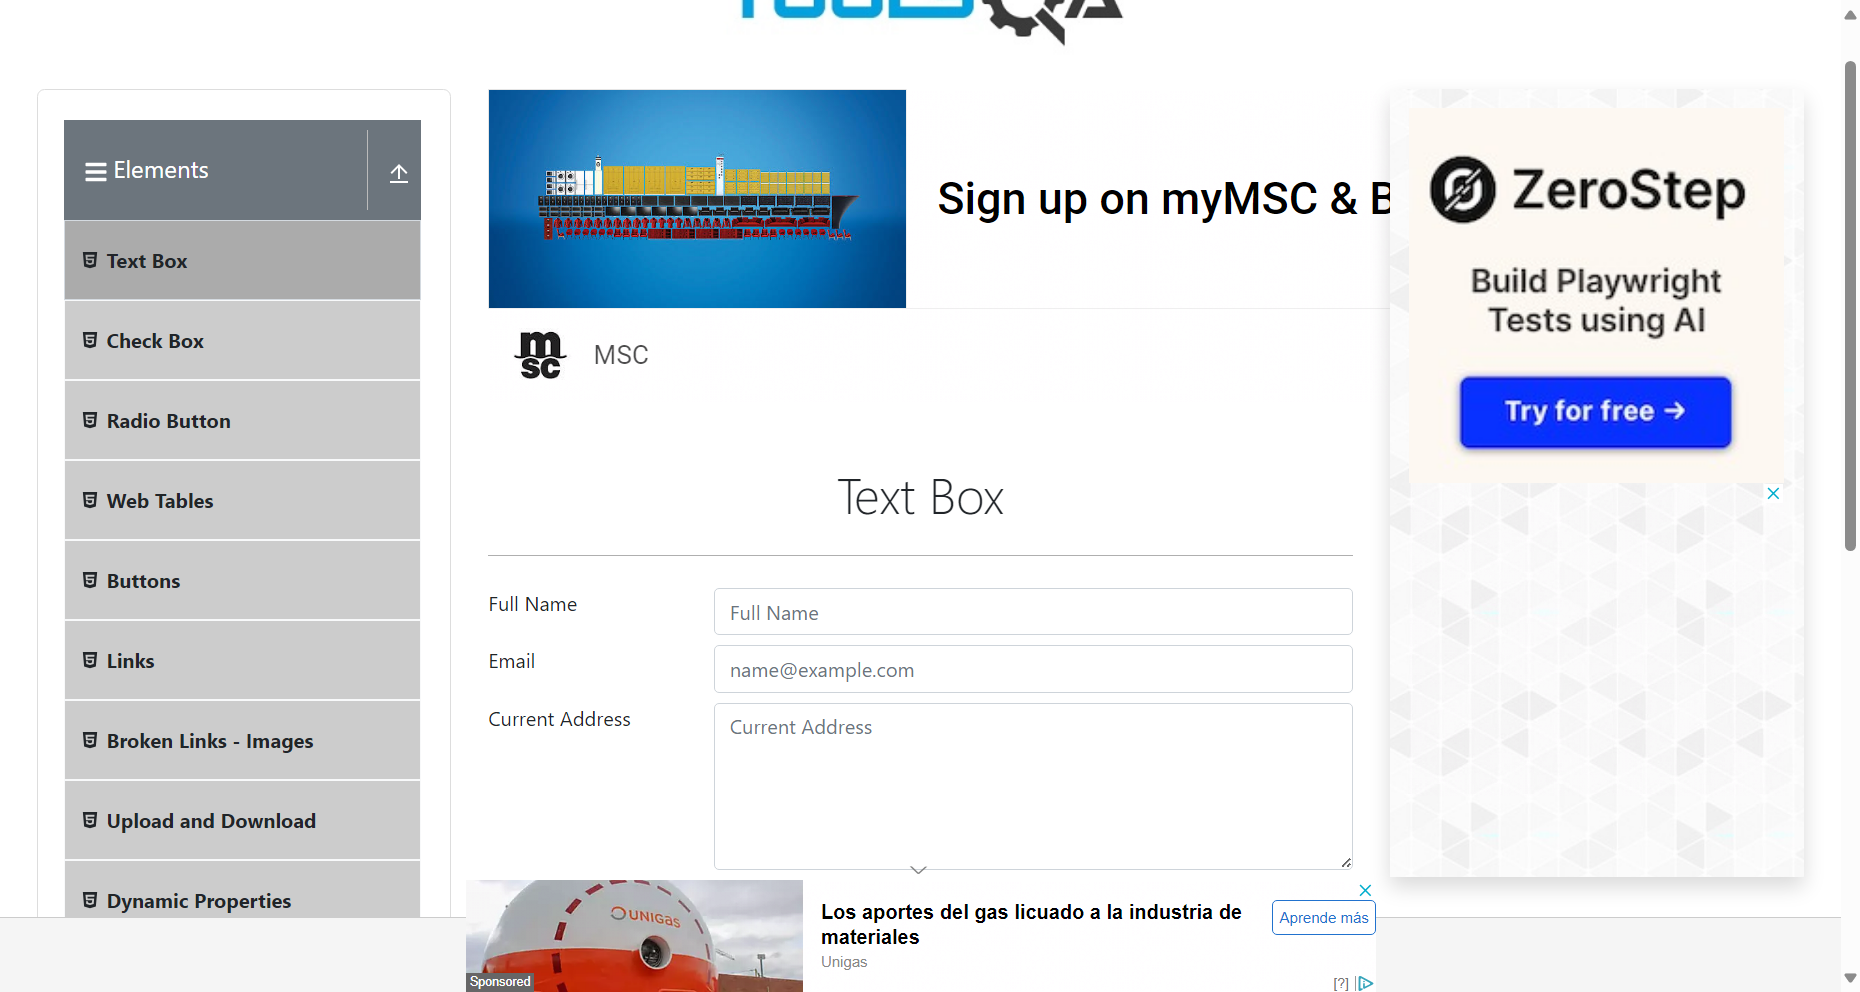 TOOLSQA
Elements
Text Box
Check Box
Radio Button
Web Tables
Buttons
Links
Broken Links - Images
Upload and Download
Dynamic Properties
Sign up on myMSC & B
msc
MSC
Text Box
Full Name
Full Name
Email
name@example.com
Current Address
Current Address
ZeroStep
Build Playwright
Tests using AI
Try for free →
UNIGas
Sponsored
Los aportes del gas licuado a la industria de
materiales
Unigas
Aprende más
[?]